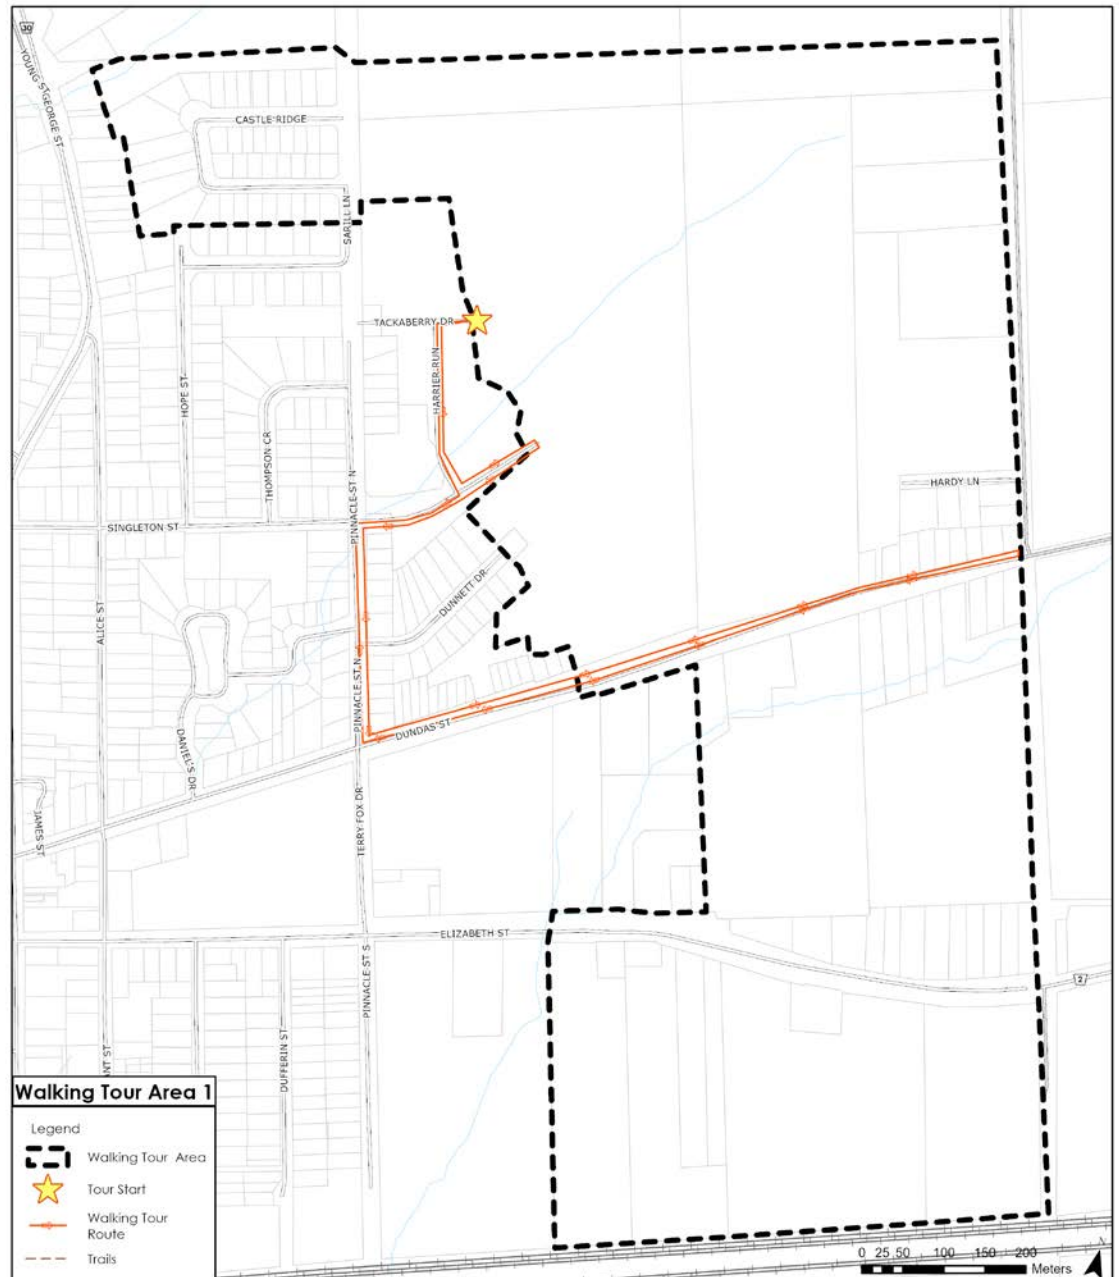 30
YOUNG ST
GEORGE ST
CASTLE RIDGE
SARILL LN
TACKABERRY DR
HARRIER RUN
HOPE ST
THOMPSON CR
PINNACLE ST N
HARDY LN
SINGLETON ST
DUNNETT DR
ALICE ST
PINNACLE ST N
DUNDAS ST
DANIEL'S DR
JAMES ST
TERRY FOX DR
ELIZABETH ST
2
PINNACLE ST S
DUFFERIN ST
ANT ST
Walking Tour Area 1
Legend
Walking Tour Area
Tour Start
Walking Tour
Route
Trails
0 25 50 100 150 200
Meters
N